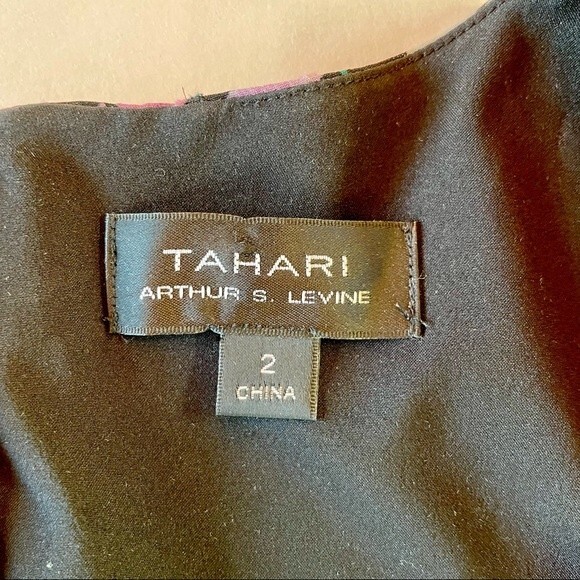 TAHARI
ARTHUR S. LEVINE
2
CHINA